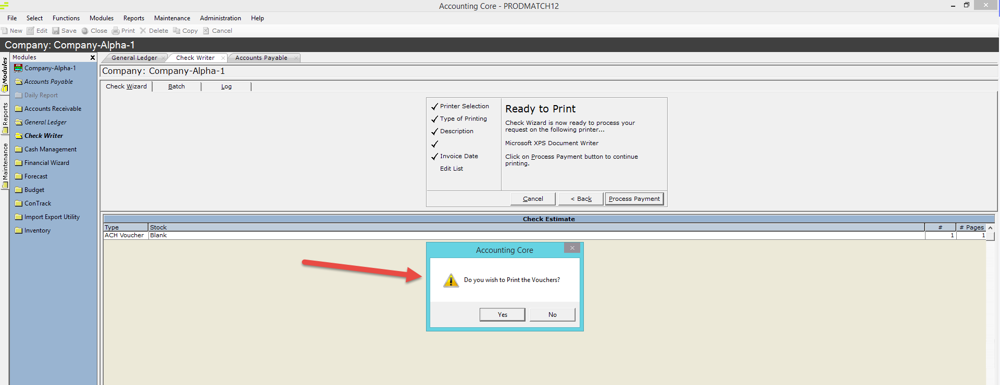 Accounting Core - PRODMATCH12
File Select Functions Modules Reports Maintenance Administration Help
New Edit Save Close Print Delete Copy Cancel
Company: Company-Alpha-1
Modules
Reports
Maintenance
Modules
Company-Alpha-1
Accounts Payable
Daily Report
Accounts Receivable
General Ledger
Check Writer
Cash Management
Financial Wizard
Forecast
Budget
ConTrack
Import Export Utility
Inventory
General Ledger Check Writer Accounts Payable
Company: Company-Alpha-1
Check Wizard Batch Log
Printer Selection
Type of Printing
Description
Invoice Date
Edit List
Ready to Print
Check Wizard is now ready to process your
request on the following printer...
Microsoft XPS Document Writer
Click on Process Payment button to continue
printing.
Cancel < Back Process Payment
Check Estimate
Type Stock # # Pages
ACH Voucher Blank 1 1
Accounting Core
Do you wish to Print the Vouchers?
Yes No